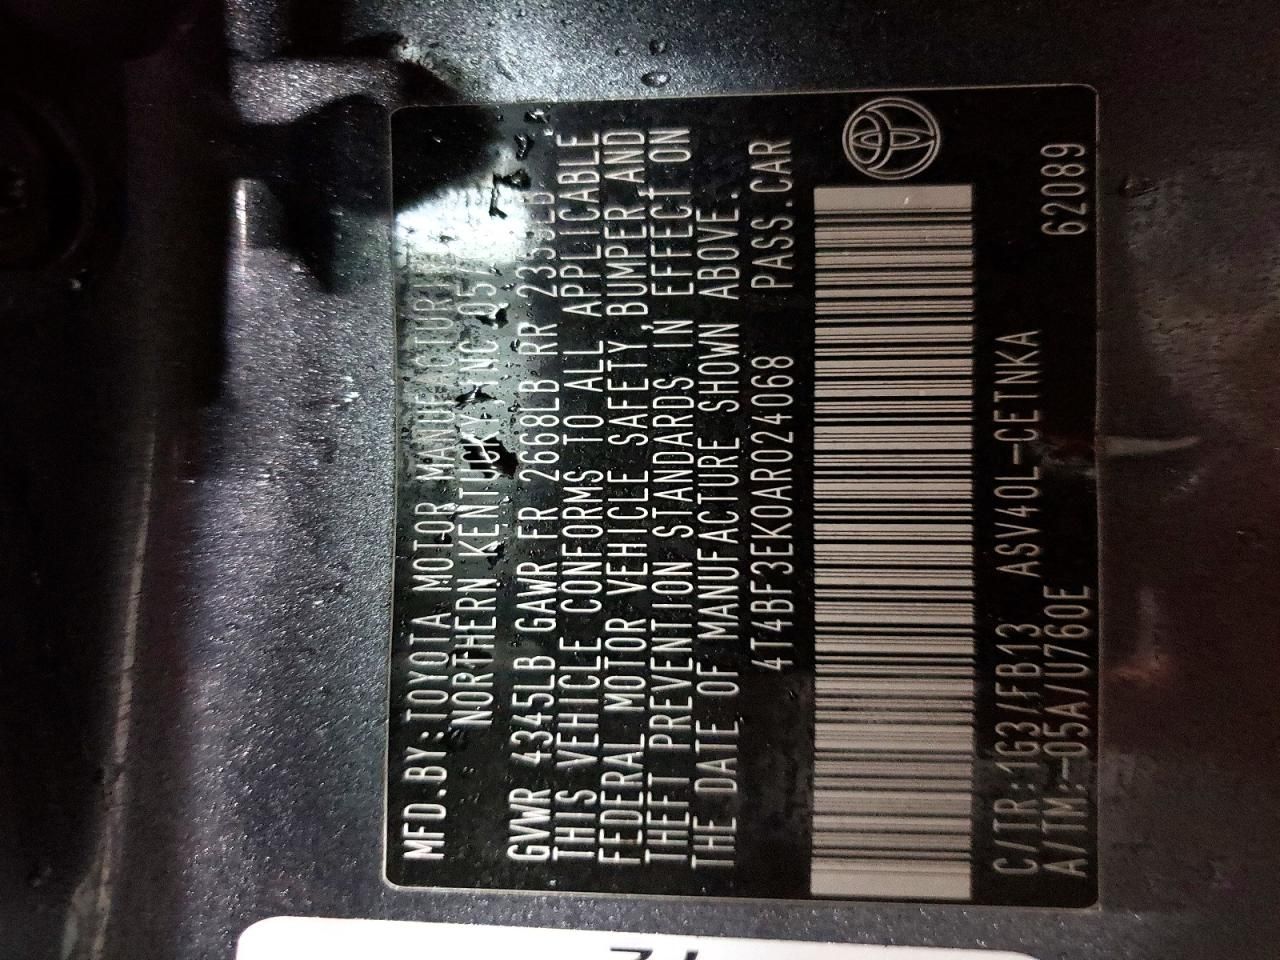 MFD.BY:TOYOTA MOTOR MANUFACTURING
NORTHERN KENTUCKY INC 05/
GVWR 4345LB GAWR FR 2668LB RR
THIS VEHICLE CONFORMS TO ALL APPLICABLE
FEDERAL MOTOR VEHICLE SAFETY,BUMPER,AND
THEFT PREVENTION STANDARDS IN EFFECT ON
THE DATE OF MANUFACTURE SHOWN ABOVE.
4T4BF3EK0AR024068 PASS.CAR
C/TR:1G3/FB13 ASV40L-CETNKA 62089
A/TM:-05A/U760E